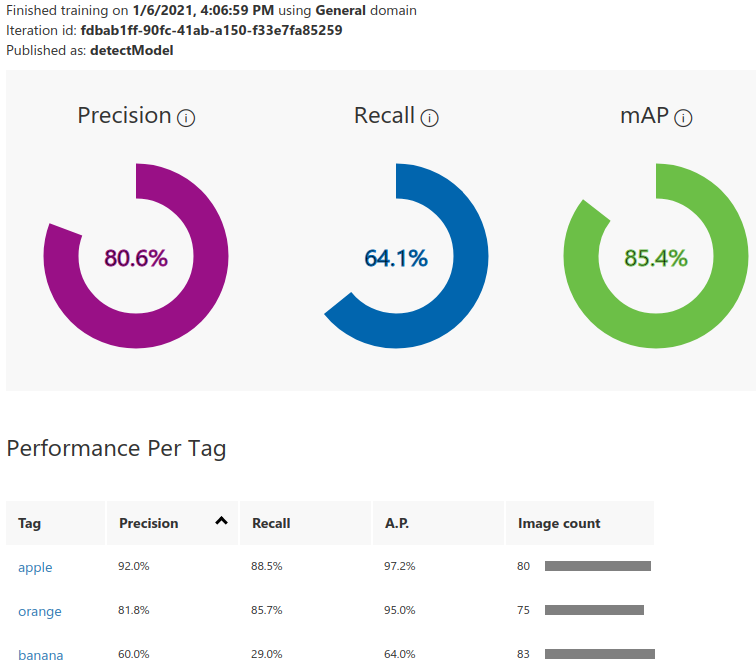 Finished training on 1/6/2021, 4:06:59 PM using General domain
Iteration id: fdbab1ff-90fc-41ab-a150-f33e7fa85259
Published as: detectModel
Precision Recall mAP
80.6% 64.1% 85.4%
Performance Per Tag
Tag Precision Recall A.P. Image count
apple 92.0% 88.5% 97.2% 80
orange 81.8% 85.7% 95.0% 75
banana 60.0% 29.0% 64.0% 83